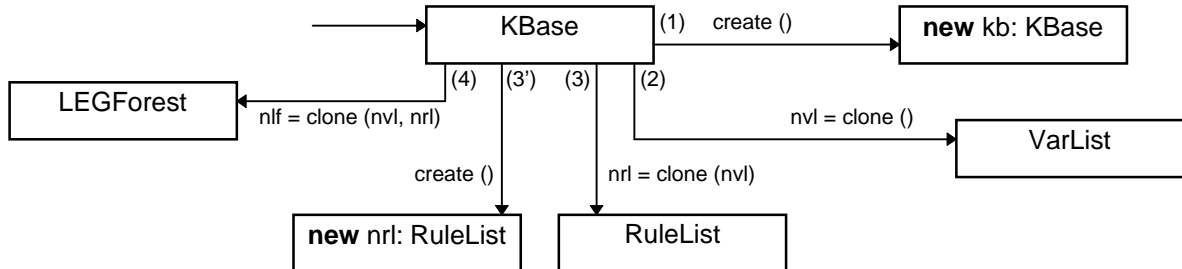 KBase
(1)
create ()
new kb: KBase
(4)
(3’)
(3)
(2)
LEGForest
nlf = clone (nvl, nrl)
nvl = clone ()
VarList
create ()
nrl = clone (nvl)
new nrl: RuleList
RuleList